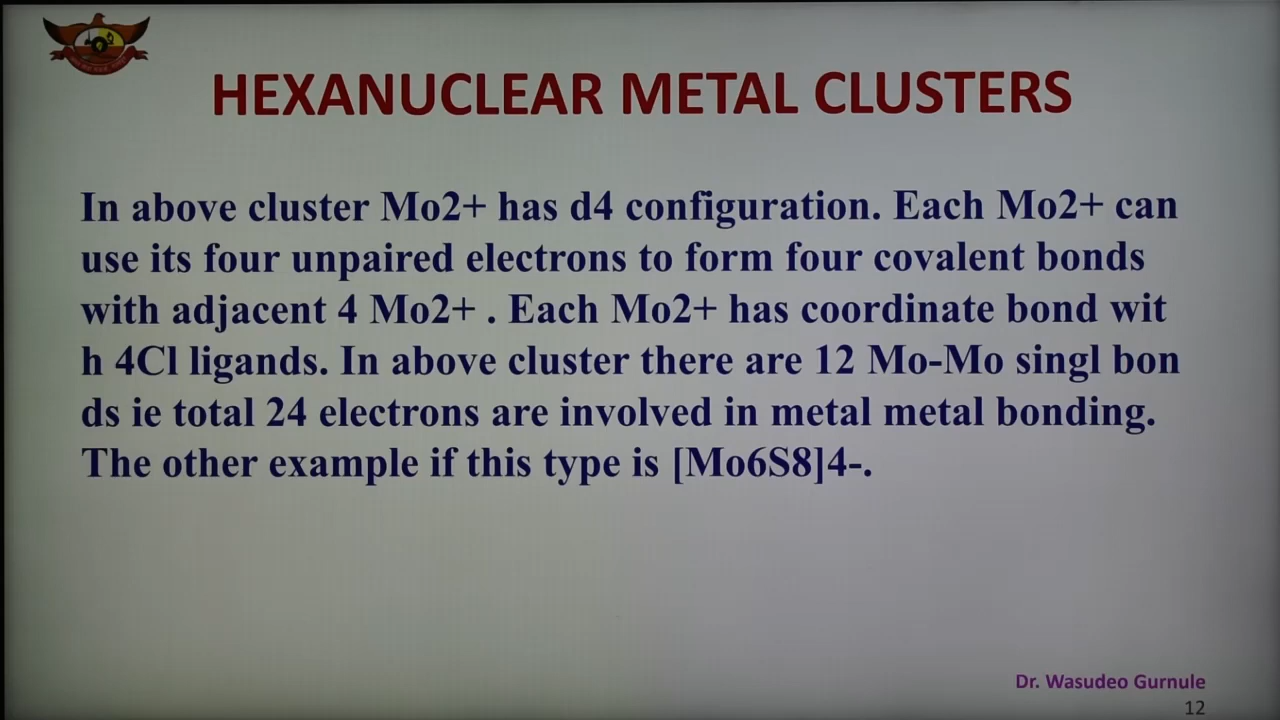 HEXANUCLEAR METAL CLUSTERS
In above cluster Mo2+ has d4 configuration. Each Mo2+ can
use its four unpaired electrons to form four covalent bonds
with adjacent 4 Mo2+ . Each Mo2+ has coordinate bond wit
h 4Cl ligands. In above cluster there are 12 Mo-Mo singl bon
ds ie total 24 electrons are involved in metal metal bonding.
The other example if this type is [Mo6S8]4-.
Dr. Wasudeo Gurnule
12